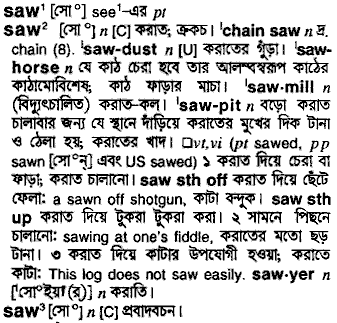 saw¹ [সো°] see¹-এর pt
saw² [সো°] n [C] করাত; ক্রকচ। ˈchain saw n দ্র.
chain (8). ˈsaw-dust n [U] করাতের গুঁড়া। ˈsaw-
horse n যে কাঠ চেরা হবে তার আলম্বস্বরূপ কাঠের
কাঠামোবিশেষ; কাঠ ফাড়ার মাচা। ˈsaw·mill n
(বিদ্যুৎচালিত) করাত-কল। ˈsaw-pit n বড়ো করাত
চালাবার জন্য যে স্থানে দাঁড়িয়ে করাতের মুখের দিক টানা
ও ঠেলা হয়; করাতের খাদ। □vt,vi (pt sawed, pp
sawn [সো°ন্] এবং US sawed) ১ করাত দিয়ে চেরা বা
ফাড়া; করাত চালানো। saw sth off করাত দিয়ে ছেঁটে
ফেলা: a sawn off shotgun, কাটা বন্দুক। saw sth
up করাত দিয়ে টুকরা টুকরা করা। ২ সামনে পিছনে
চালানো: sawing at one's fiddle, করাতের মতো ছড়
টানা। ৩ করাত দিয়ে কাটার উপযোগী হওয়া; করাতে
কাটা: This log does not saw easily. saw·yer n
[ˈসো°ইয়া(র্)] n করাতি।
saw³ [সো°] n [C] প্রবাদবচন।